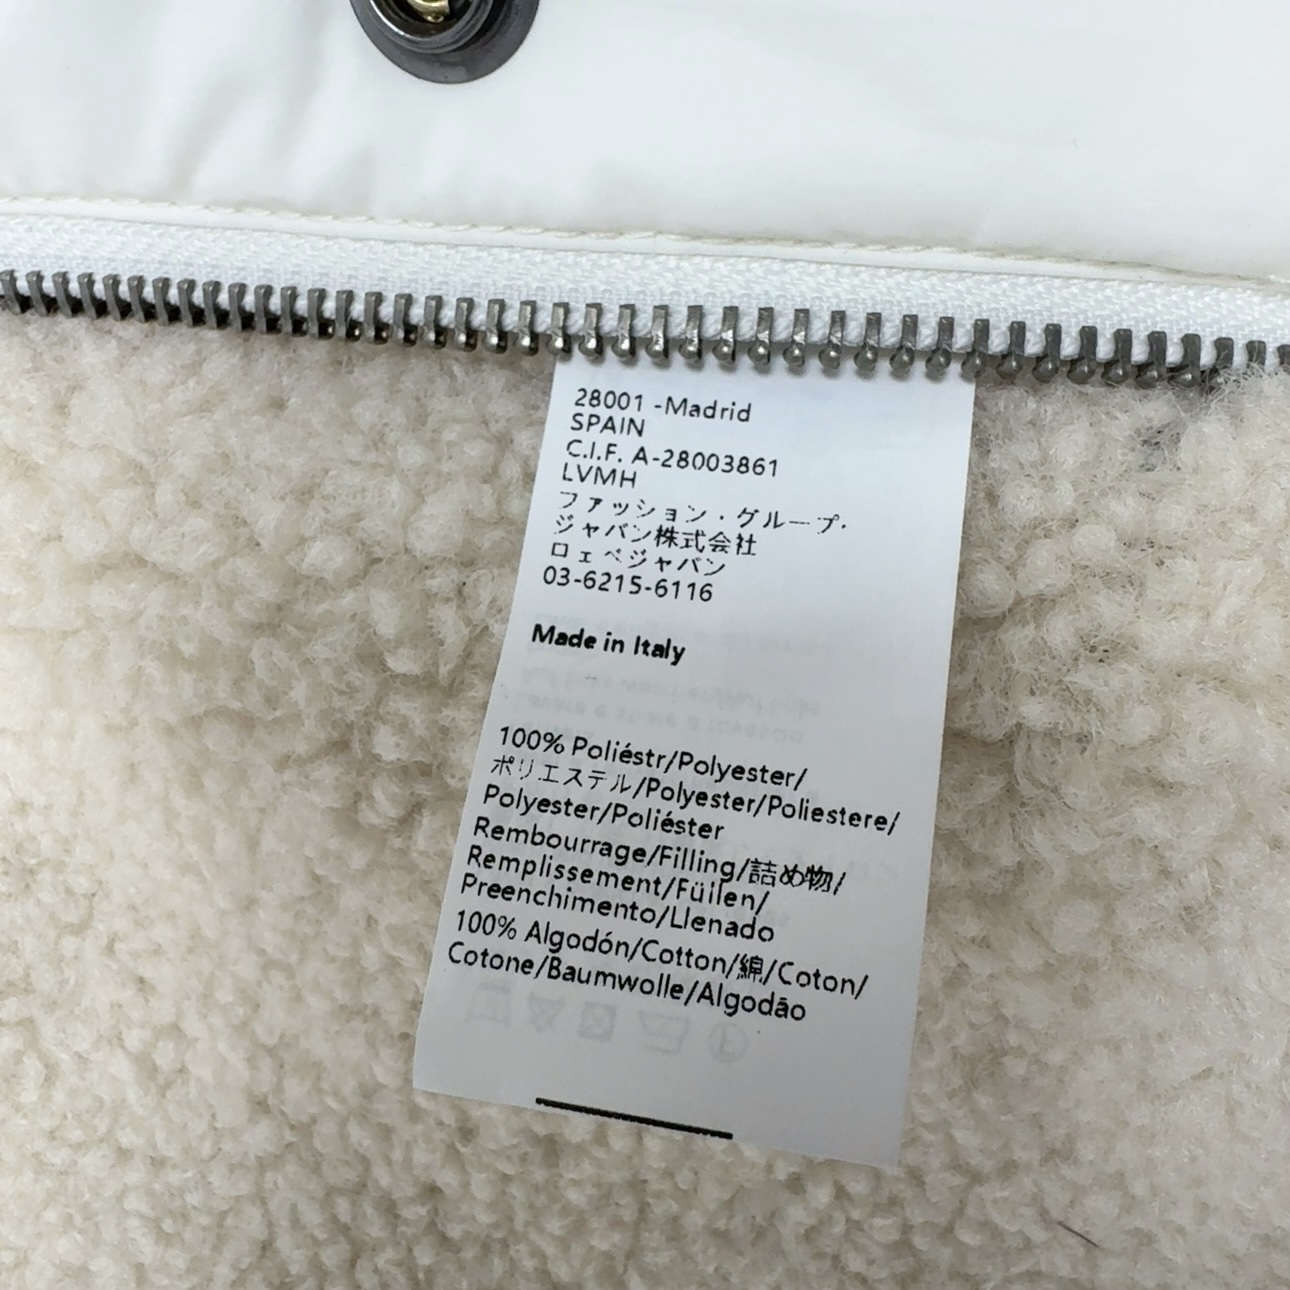 28001 -Madrid
SPAIN
C.I.F. A-28003861
LVMH
ファッション・グループ・
ジャパン株式会社
ロエベジャパン
03-6215-6116
Made in Italy
100% Poliéstr/Polyester/
ポリエステル/Polyester/Poliestere/
Polyester/Poliéster
Rembourrage/Filling/詰め物/
Remplissement/Füllen/
Preenchimento/Llenado
100% Algodón/Cotton/綿/Coton/
Cotone/Baumwolle/Algodão